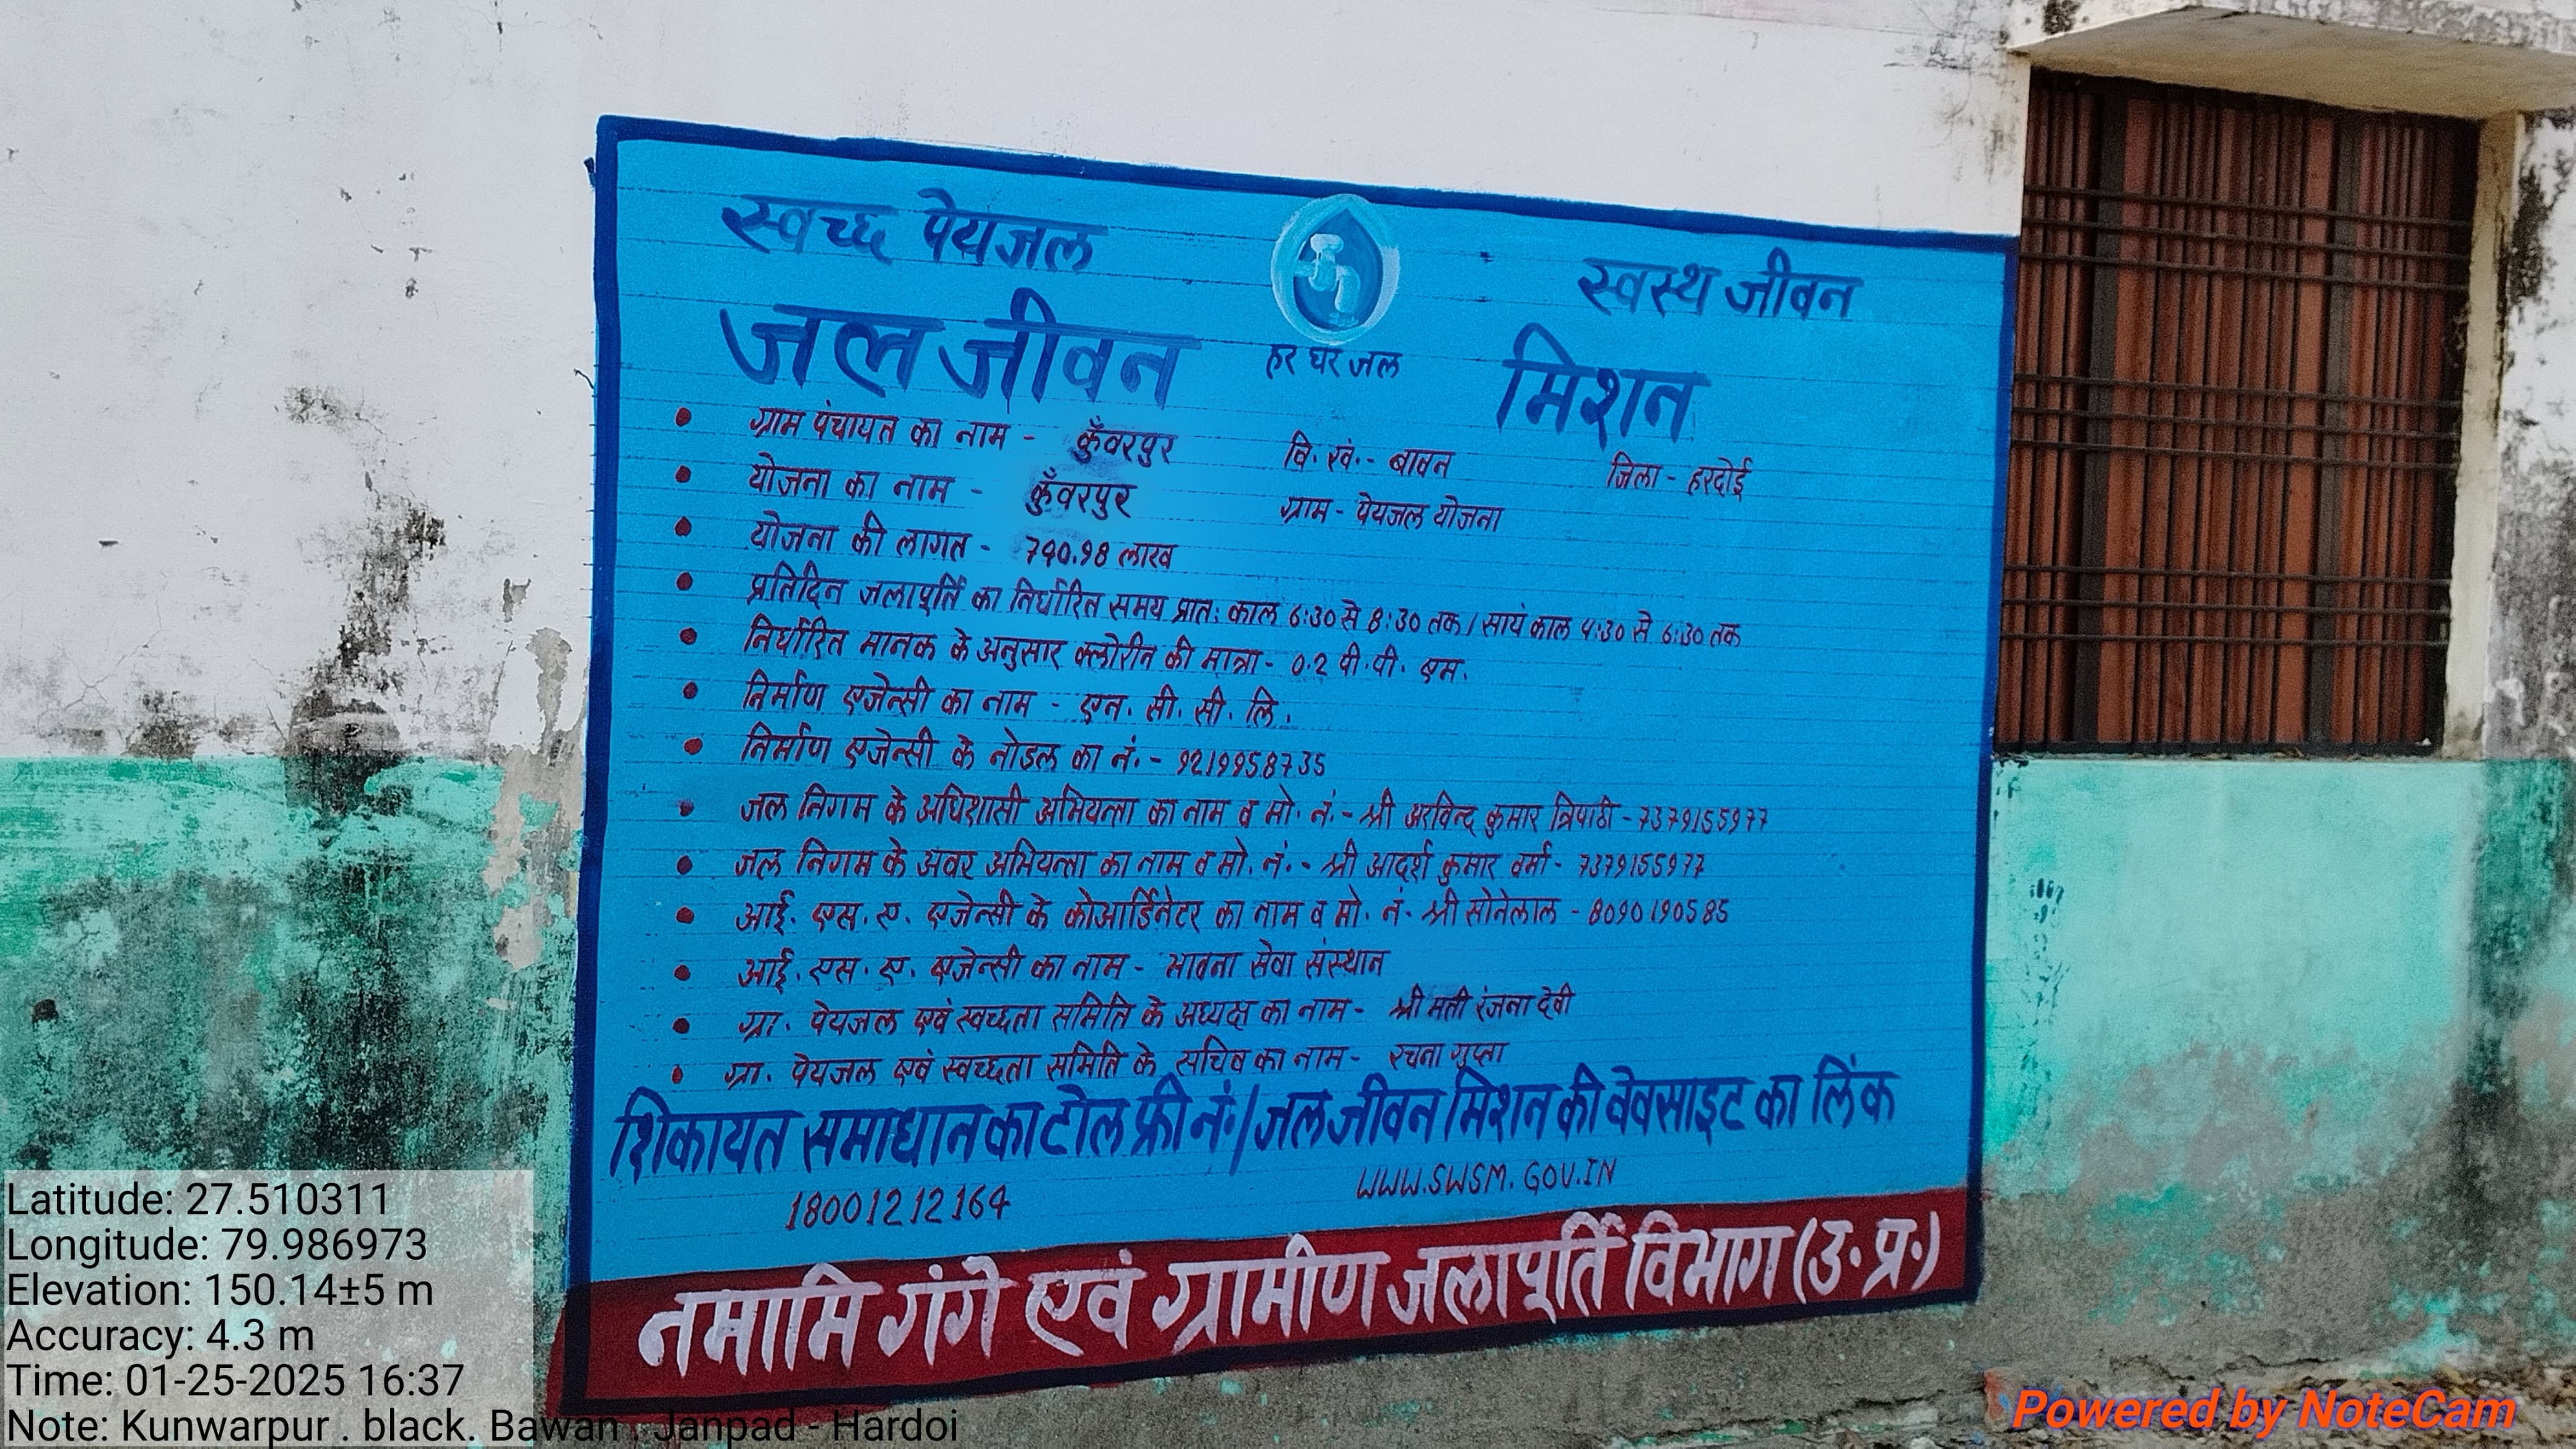 स्वच्छ पेयजल
स्वस्थ जीवन
जल जीवन
हर घर जल
मिशन
• ग्राम पंचायत का नाम - कुँवरपुर वि. खं. - बावन जिला - हरदोई
• योजना का नाम - कुँवरपुर ग्राम - पेयजल योजना
• योजना की लागत - 790.98 लाख
• प्रतिदिन जलापूर्ति का निर्धारित समय प्रातः काल 6:30 से 8:30 तक / सायं काल 4:30 से 6:30 तक
• निर्धारित मानक के अनुसार क्लोरीन की मात्रा - 0.2 पी.पी. एम.
• निर्माण एजेन्सी का नाम - एन. सी. सी. लि.
• निर्माण एजेन्सी के नोडल का नं. - 9219958735
• जल निगम के अधिशासी अभियन्ता का नाम व मो. नं. - श्री अरविन्द कुमार त्रिपाठी - 7379155977
• जल निगम के अवर अभियन्ता का नाम व मो. नं. - श्री आदर्श कुमार वर्मा - 7379155977
• आई. एस. ए. एजेन्सी के कोआर्डिनेटर का नाम व मो. नं. श्री सोनेलाल - 8090190585
• आई. एस. ए. एजेन्सी का नाम - भावना सेवा संस्थान
• ग्रा. पेयजल एवं स्वच्छता समिति के अध्यक्ष का नाम - श्री मती रंजना देवी
• ग्रा. पेयजल एवं स्वच्छता समिति के सचिव का नाम - रचना गुप्ता
शिकायत समाधान का टोल फ्री नं. / जल जीवन मिशन की वेवसाइट का लिंक
18001212164 WWW.SWSM.GOV.IN
नमामि गंगे एवं ग्रामीण जलापूर्ति विभाग (उ. प्र.)
Latitude: 27.510311
Longitude: 79.986973
Elevation: 150.14±5 m
Accuracy: 4.3 m
Time: 01-25-2025 16:37
Note: Kunwarpur . black. Bawan . Janpad - Hardoi
Powered by NoteCam